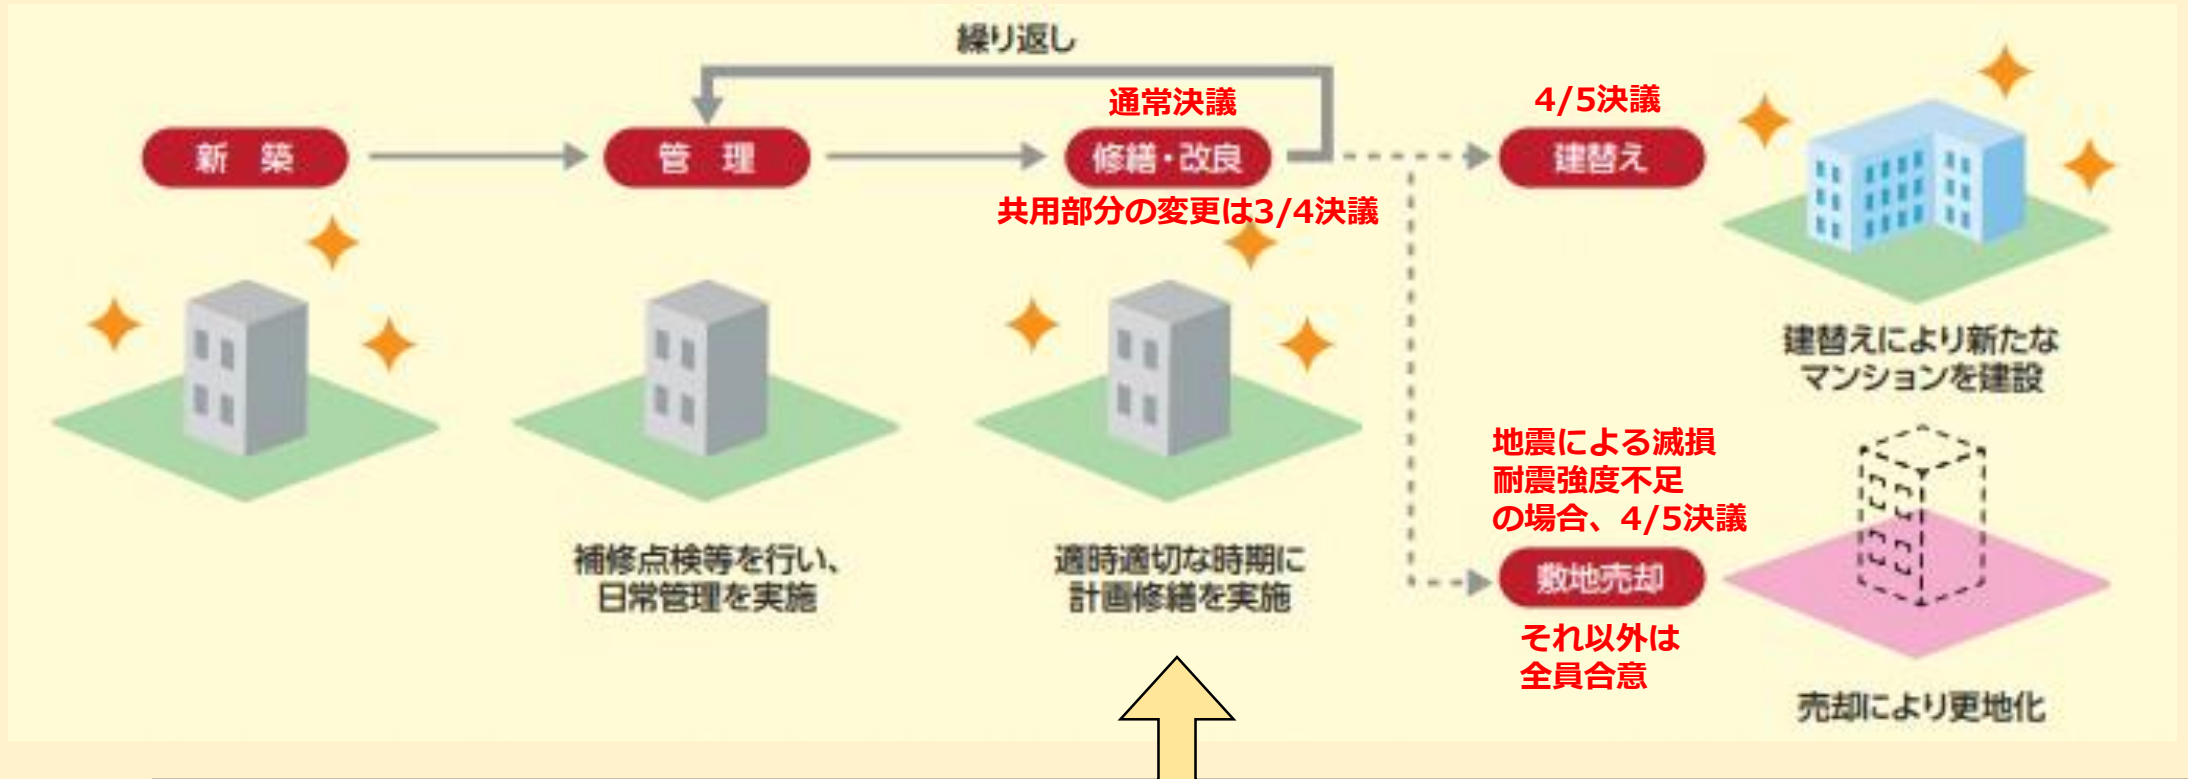 繰り返し
通常決議
4/5決議
新 築
管 理
修繕・改良
建替え
共用部分の変更は3/4決議
建替えにより新たな
マンションを建設
補修点検等を行い、
日常管理を実施
適時適切な時期に
計画修繕を実施
地震による滅損
耐震強度不足
の場合、4/5決議
敷地売却
それ以外は
全員合意
売却により更地化